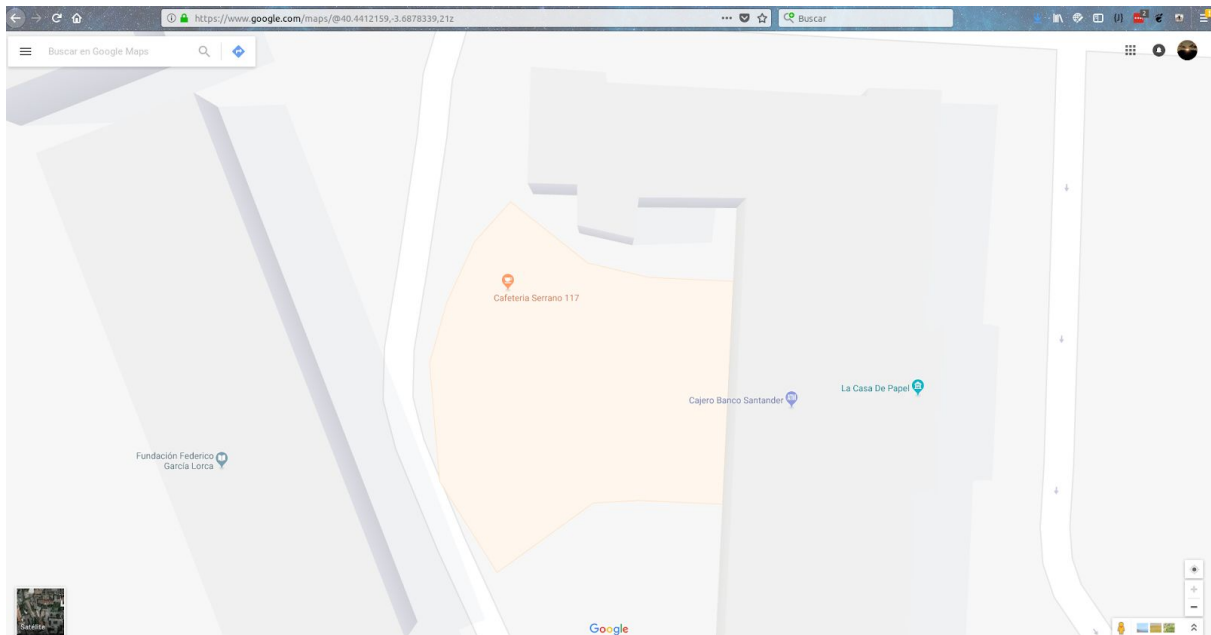 https://www.google.com/maps/@40.4412159,-3.6878339,21z
Buscar
Buscar en Google Maps
Cafetería Serrano 117
La Casa De Papel
Cajero Banco Santander
Fundación Federico
García Lorca
Satélite
Google